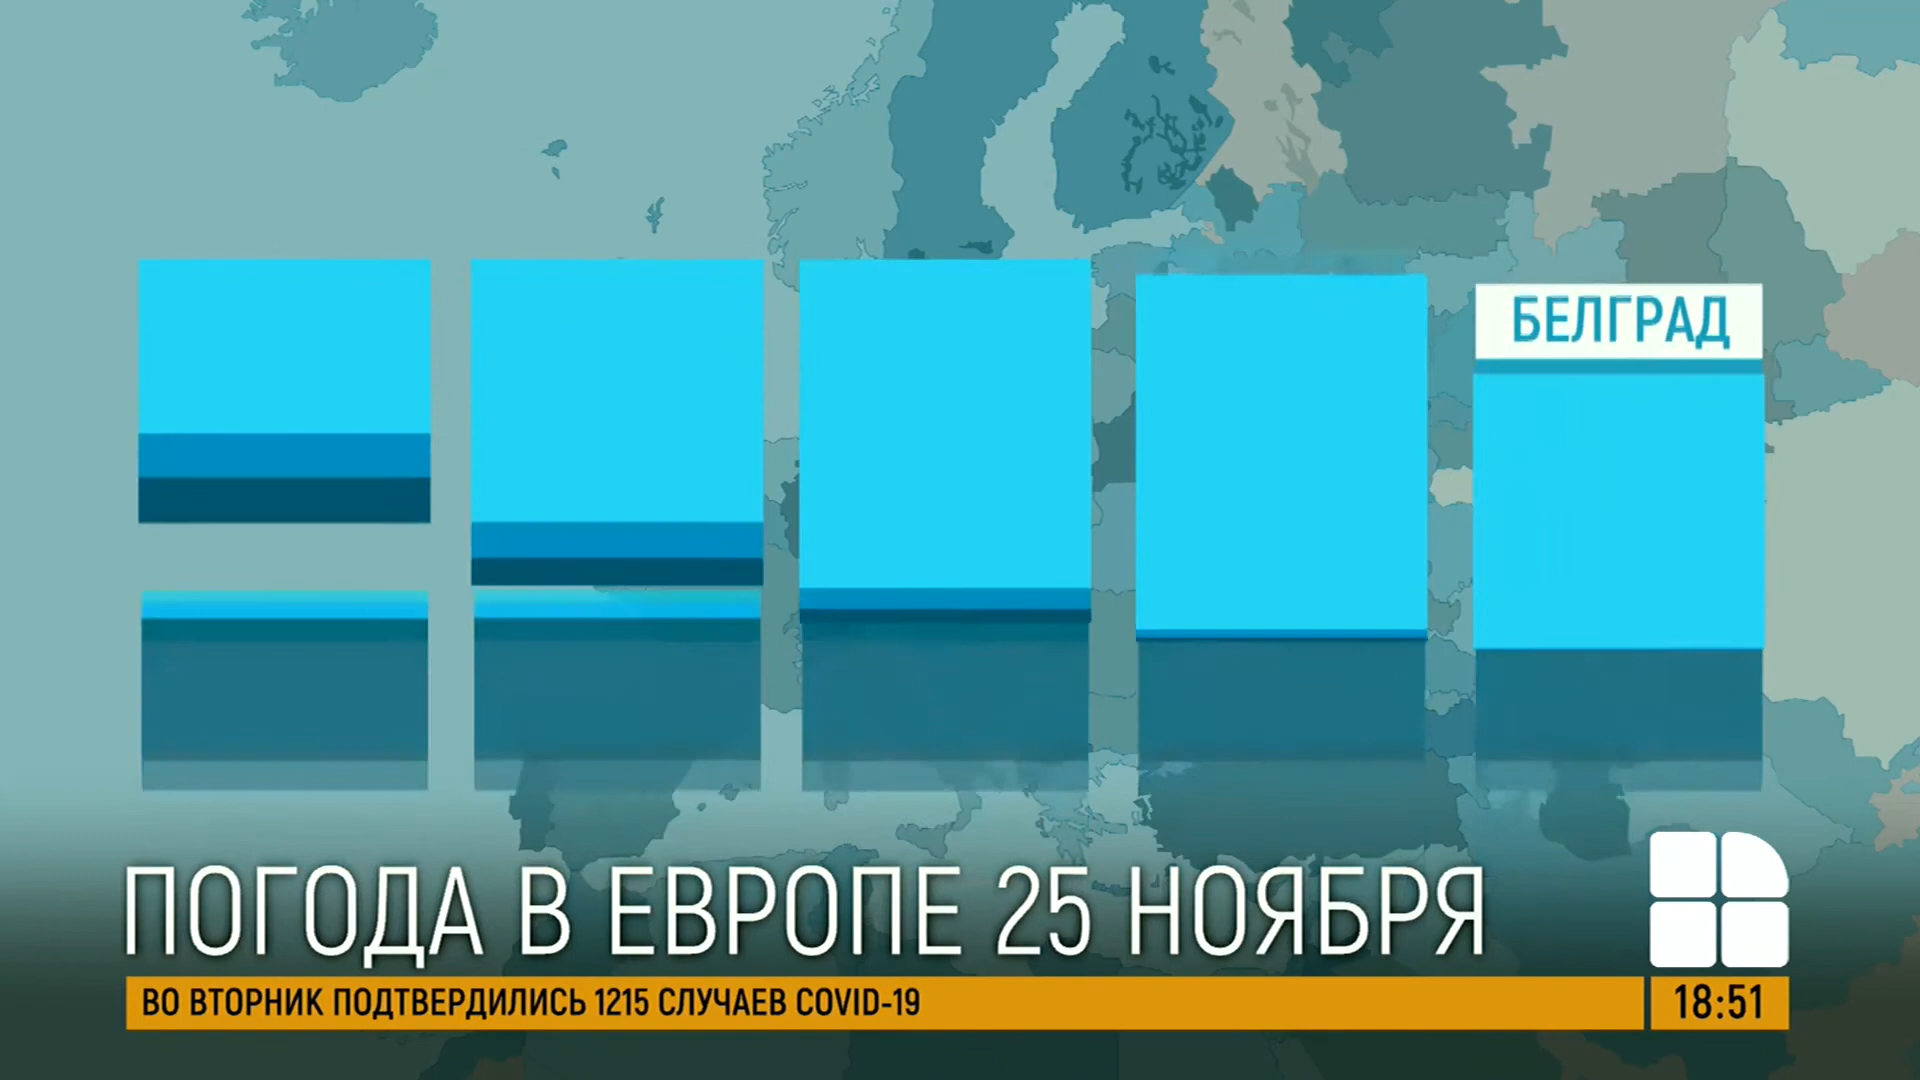 БЕЛГРАД
ПОГОДА В ЕВРОПЕ 25 НОЯБРЯ
ВО ВТОРНИК ПОДТВЕРДИЛИСЬ 1215 СЛУЧАЕВ COVID-19
18:51